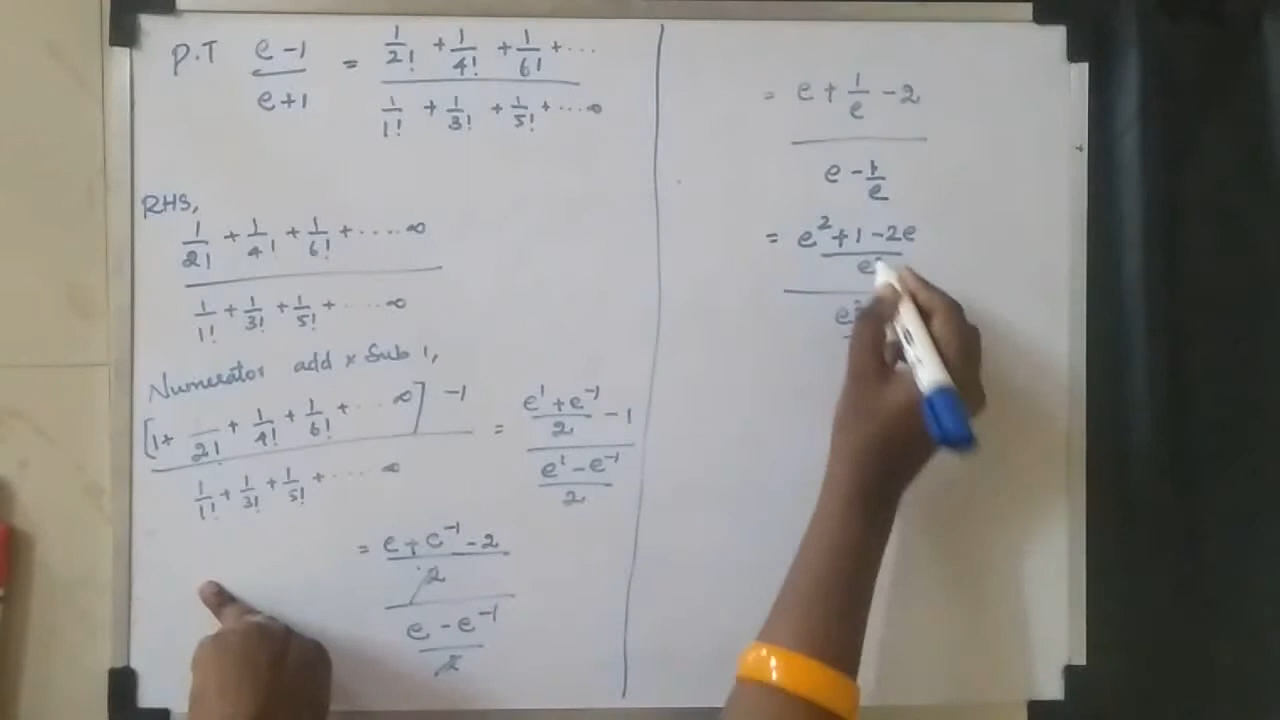 P.T e-1 / e+1 = 1/2! + 1/4! + 1/6! + ... / 1/1! + 1/3! + 1/5! + ... ∞
RHS,
1/2! + 1/4! + 1/6! + .... ∞
1/1! + 1/3! + 1/5! + .... ∞
Numerator add & Sub 1,
[1 + —/2! + 1/4! + 1/6! + ... ∞] -1 / 1/1! + 1/3! + 1/5! + .... ∞ = (e¹ + e⁻¹)/2 - 1 / (e¹ - e⁻¹)/2
= (e + e⁻¹ - 2)/2
(e - e⁻¹)/2
= e + 1/e - 2
e - 1/e
= e² + 1 - 2e
e
e²